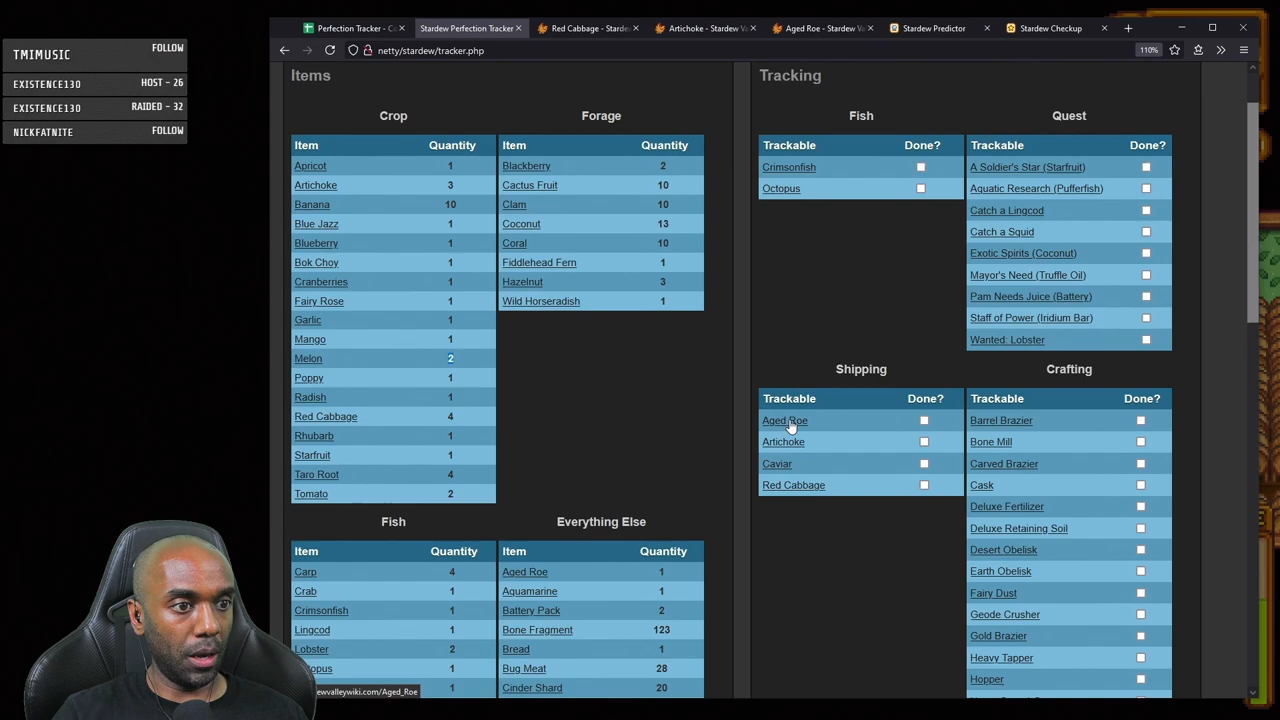 TMIMUSIC FOLLOW
EXISTENCE130 HOST - 26
EXISTENCE130 RAIDED - 32
NICKFATNITE FOLLOW
Perfection Tracker - Stardew Perfection Tracker Red Cabbage - Stardew Artichoke - Stardew Aged Roe - Stardew Stardew Predictor Stardew Checkup
netty/stardew/tracker.php 110%
Items
Crop
Item Quantity
Apricot 1
Artichoke 3
Banana 10
Blue Jazz 1
Blueberry 1
Bok Choy 1
Cranberries 1
Fairy Rose 1
Garlic 1
Mango 1
Melon 2
Poppy 1
Radish 1
Red Cabbage 4
Rhubarb 1
Starfruit 1
Taro Root 4
Tomato 2
Forage
Item Quantity
Blackberry 2
Cactus Fruit 10
Clam 10
Coconut 13
Coral 10
Fiddlehead Fern 1
Hazelnut 3
Wild Horseradish 1
Fish
Item Quantity
Carp 4
Crab 1
Crimsonfish 1
Lingcod 1
Lobster 2
1
1
Everything Else
Item Quantity
Aged Roe 1
Aquamarine 1
Battery Pack 2
Bone Fragment 123
Bread 1
Bug Meat 28
Cinder Shard 20
Tracking
Fish
Trackable Done?
Crimsonfish
Octopus
Quest
Trackable Done?
A Soldier's Star (Starfruit)
Aquatic Research (Pufferfish)
Catch a Lingcod
Catch a Squid
Exotic Spirits (Coconut)
Mayor's Need (Truffle Oil)
Pam Needs Juice (Battery)
Staff of Power (Iridium Bar)
Wanted: Lobster
Shipping
Trackable Done?
Aged Roe
Artichoke
Caviar
Red Cabbage
Crafting
Trackable Done?
Barrel Brazier
Bone Mill
Carved Brazier
Cask
Deluxe Fertilizer
Deluxe Retaining Soil
Desert Obelisk
Earth Obelisk
Fairy Dust
Geode Crusher
Gold Brazier
Heavy Tapper
Hopper
ewvalleywiki.com/Aged_Roe